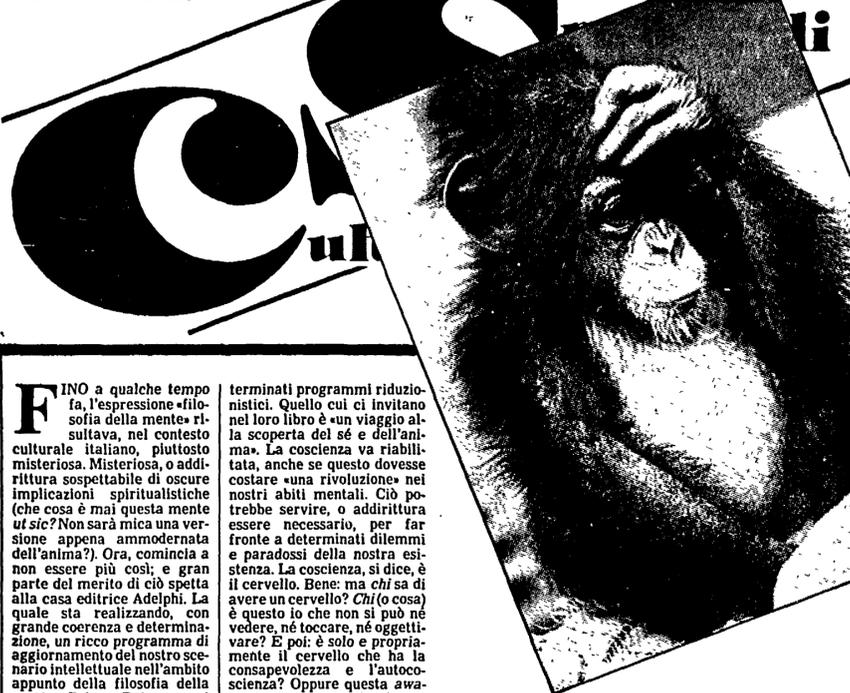 li
Cult
FINO a qualche tempo
fa, l'espressione «filo-
sofia della mente» ri-
sultava, nel contesto
culturale italiano, piuttosto
misteriosa. Misteriosa, o addi-
rittura sospettabile di oscure
implicazioni spiritualistiche
(che cosa è mai questa mente
ut sic? Non sarà mica una ver-
sione appena ammodernata
dell'anima?). Ora, comincia a
non essere più così; e gran
parte del merito di ciò spetta
alla casa editrice Adelphi. La
quale sta realizzando, con
grande coerenza e determina-
zione, un ricco programma di
aggiornamento del nostro sce-
nario intellettuale nell'ambito
appunto della filosofia della
terminati programmi riduzio-
nistici. Quello cui ci invitano
nel loro libro è «un viaggio al-
la scoperta del sé e dell'ani-
ma». La coscienza va riabili-
tata, anche se questo dovesse
costare «una rivoluzione» nei
nostri abiti mentali. Ciò po-
trebbe servire, o addirittura
essere necessario, per far
fronte a determinati dilemmi
e paradossi della nostra esi-
stenza. La coscienza, si dice, è
il cervello. Bene: ma chi sa di
avere un cervello? Chi (o cosa)
è questo io che non si può né
vedere, né toccare, né oggetti-
vare? E poi: è solo e propria-
mente il cervello che ha la
consapevolezza e l'autoco-
scienza? Oppure questa awa-